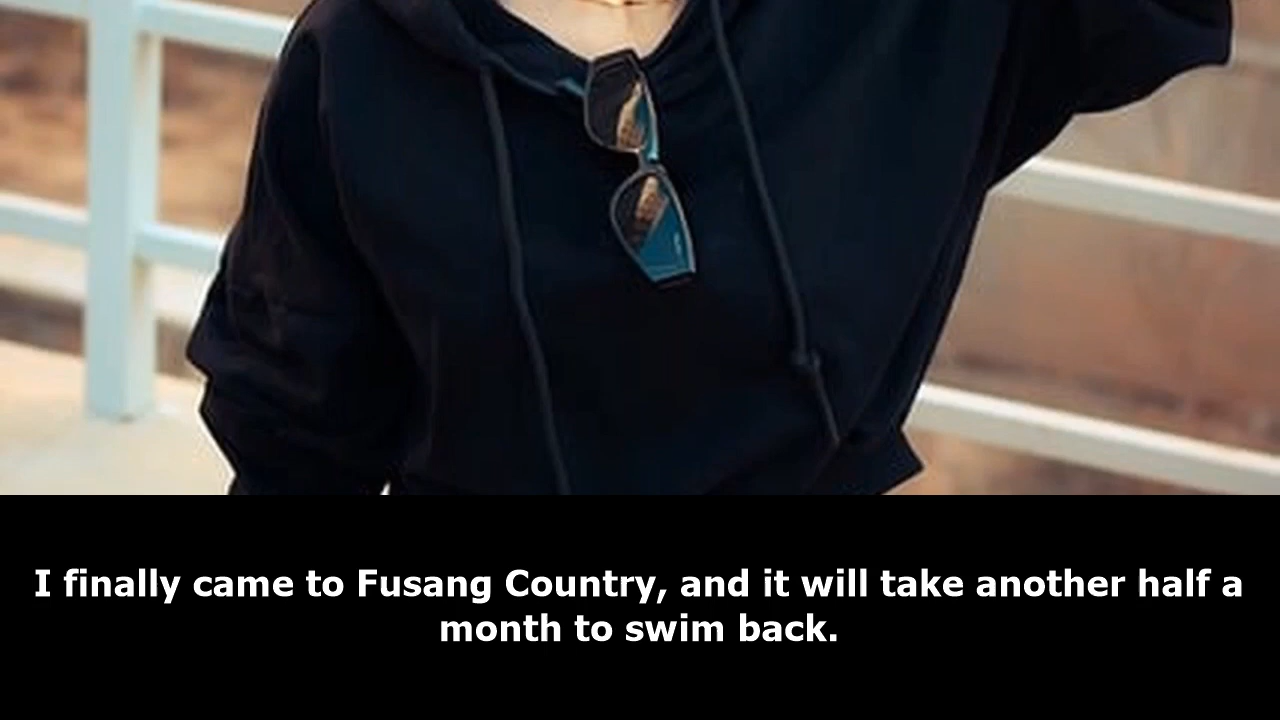 I finally came to Fusang Country, and it will take another half a
month to swim back.